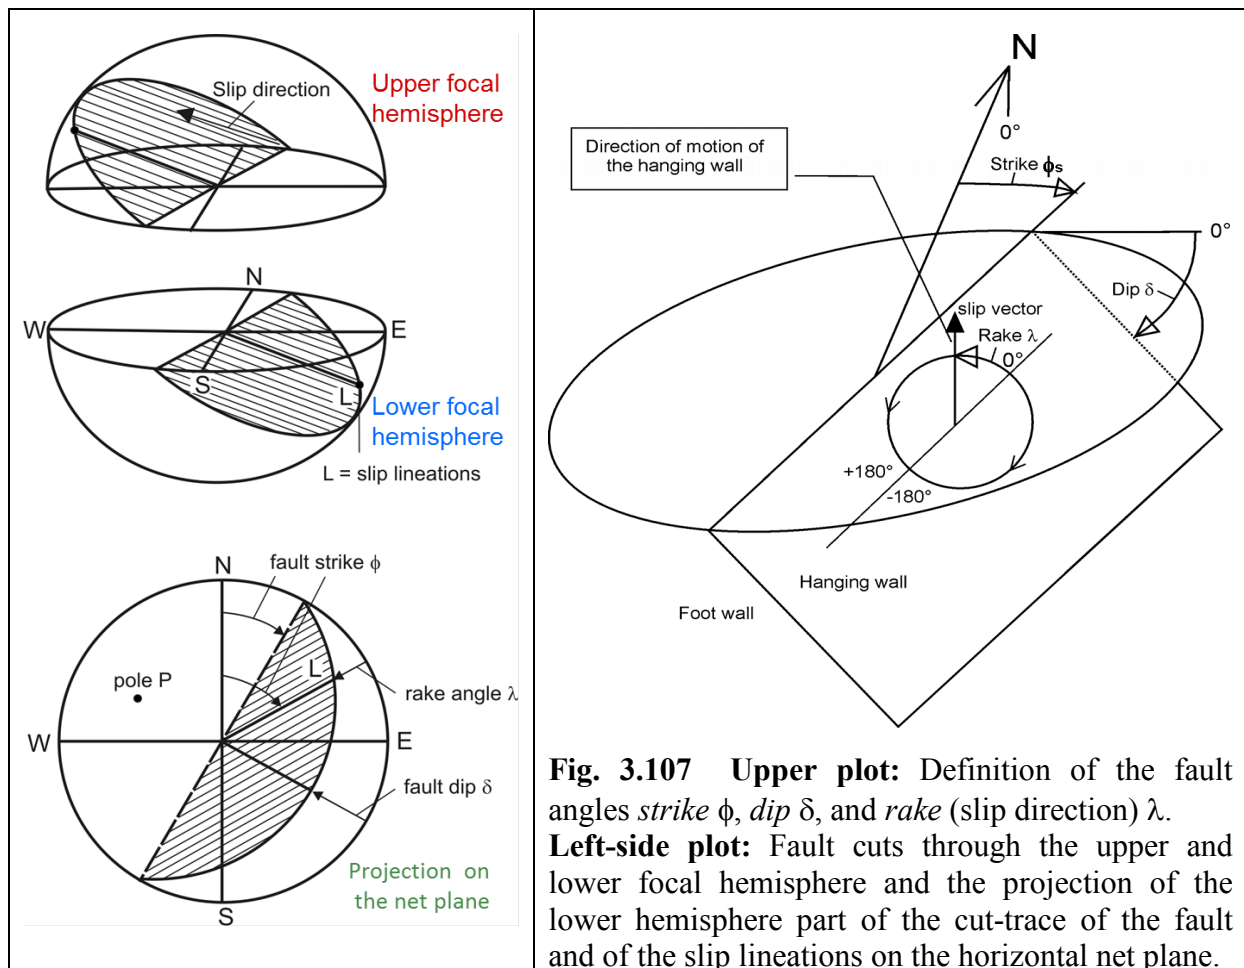 Slip direction
Upper focal
hemisphere
N
W
E
S
L
Lower focal
hemisphere
L = slip lineations
N
fault strike ϕ
L
pole P
rake angle λ
W
E
fault dip δ
Projection on
the net plane
S
N
0°
Direction of motion of
the hanging wall
Strike ϕs
0°
Dip δ
slip vector
Rake λ
0°
+180°
-180°
Hanging wall
Foot wall
Fig. 3.107 Upper plot: Definition of the fault
angles strike ϕ, dip δ, and rake (slip direction) λ.
Left-side plot: Fault cuts through the upper and
lower focal hemisphere and the projection of the
lower hemisphere part of the cut-trace of the fault
and of the slip lineations on the horizontal net plane.